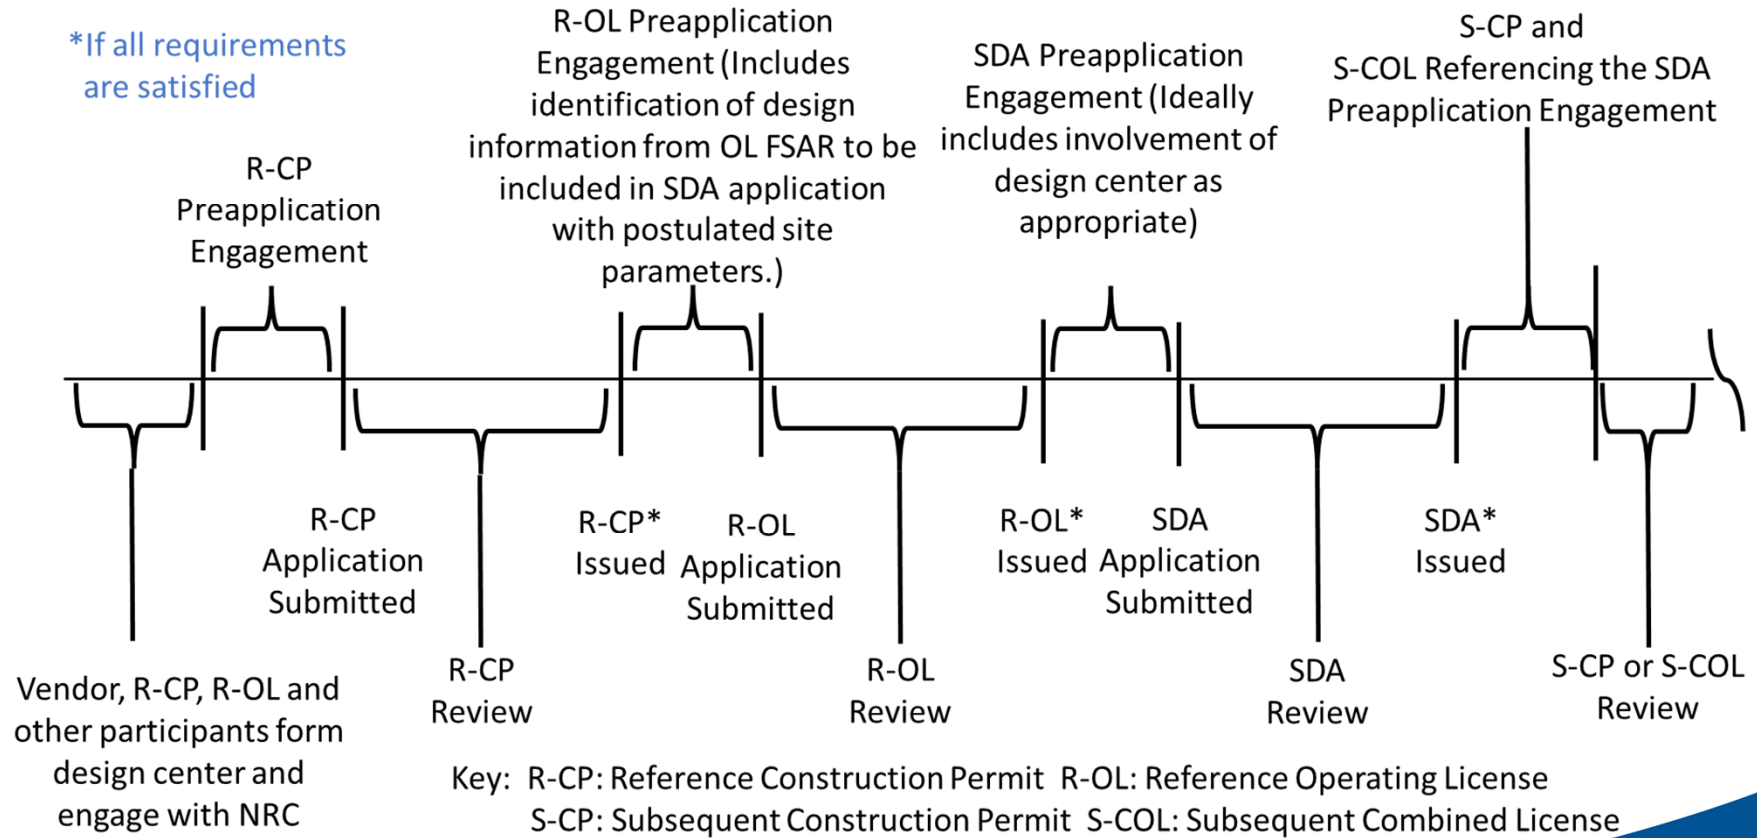 *If all requirements
are satisfied
R-CP
Preapplication
Engagement
R-OL Preapplication
Engagement (Includes
identification of design
information from OL FSAR to be
included in SDA application
with postulated site
parameters.)
SDA Preapplication
Engagement (Ideally
includes involvement of
design center as
appropriate)
S-CP and
S-COL Referencing the SDA
Preapplication Engagement
R-CP
Application
Submitted
R-CP*
Issued
R-OL
Application
Submitted
R-OL*
Issued
SDA
Application
Submitted
SDA*
Issued
Vendor, R-CP, R-OL and
other participants form
design center and
engage with NRC
R-CP
Review
R-OL
Review
SDA
Review
S-CP or S-COL
Review
Key: R-CP: Reference Construction Permit R-OL: Reference Operating License
S-CP: Subsequent Construction Permit S-COL: Subsequent Combined License